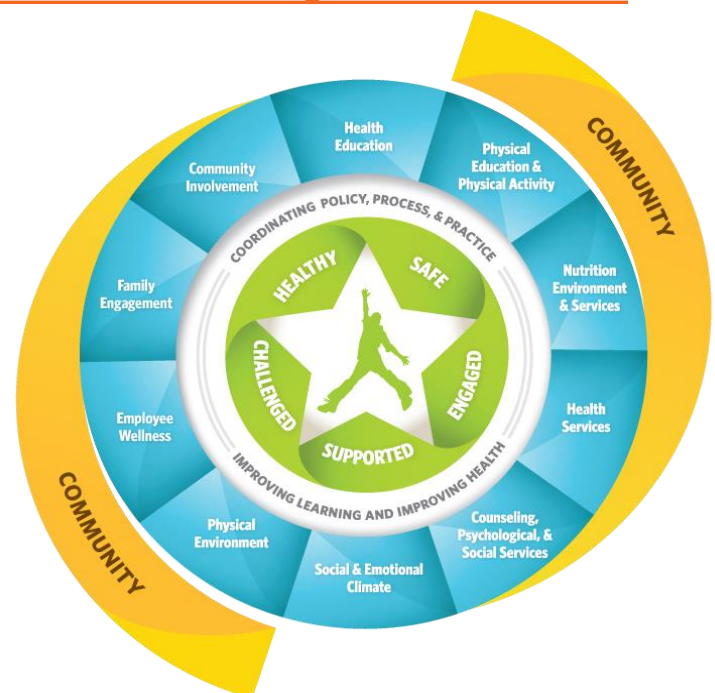 COMMUNITY
Health
Education
Physical
Education &
Physical Activity
Nutrition
Environment
& Services
Health
Services
Counseling,
Psychological, &
Social Services
Social & Emotional
Climate
Physical
Environment
Employee
Wellness
Family
Engagement
Community
Involvement
COORDINATING POLICY, PROCESS, & PRACTICE
IMPROVING LEARNING AND IMPROVING HEALTH
HEALTHY
SAFE
ENGAGED
SUPPORTED
CHALLENGED
COMMUNITY